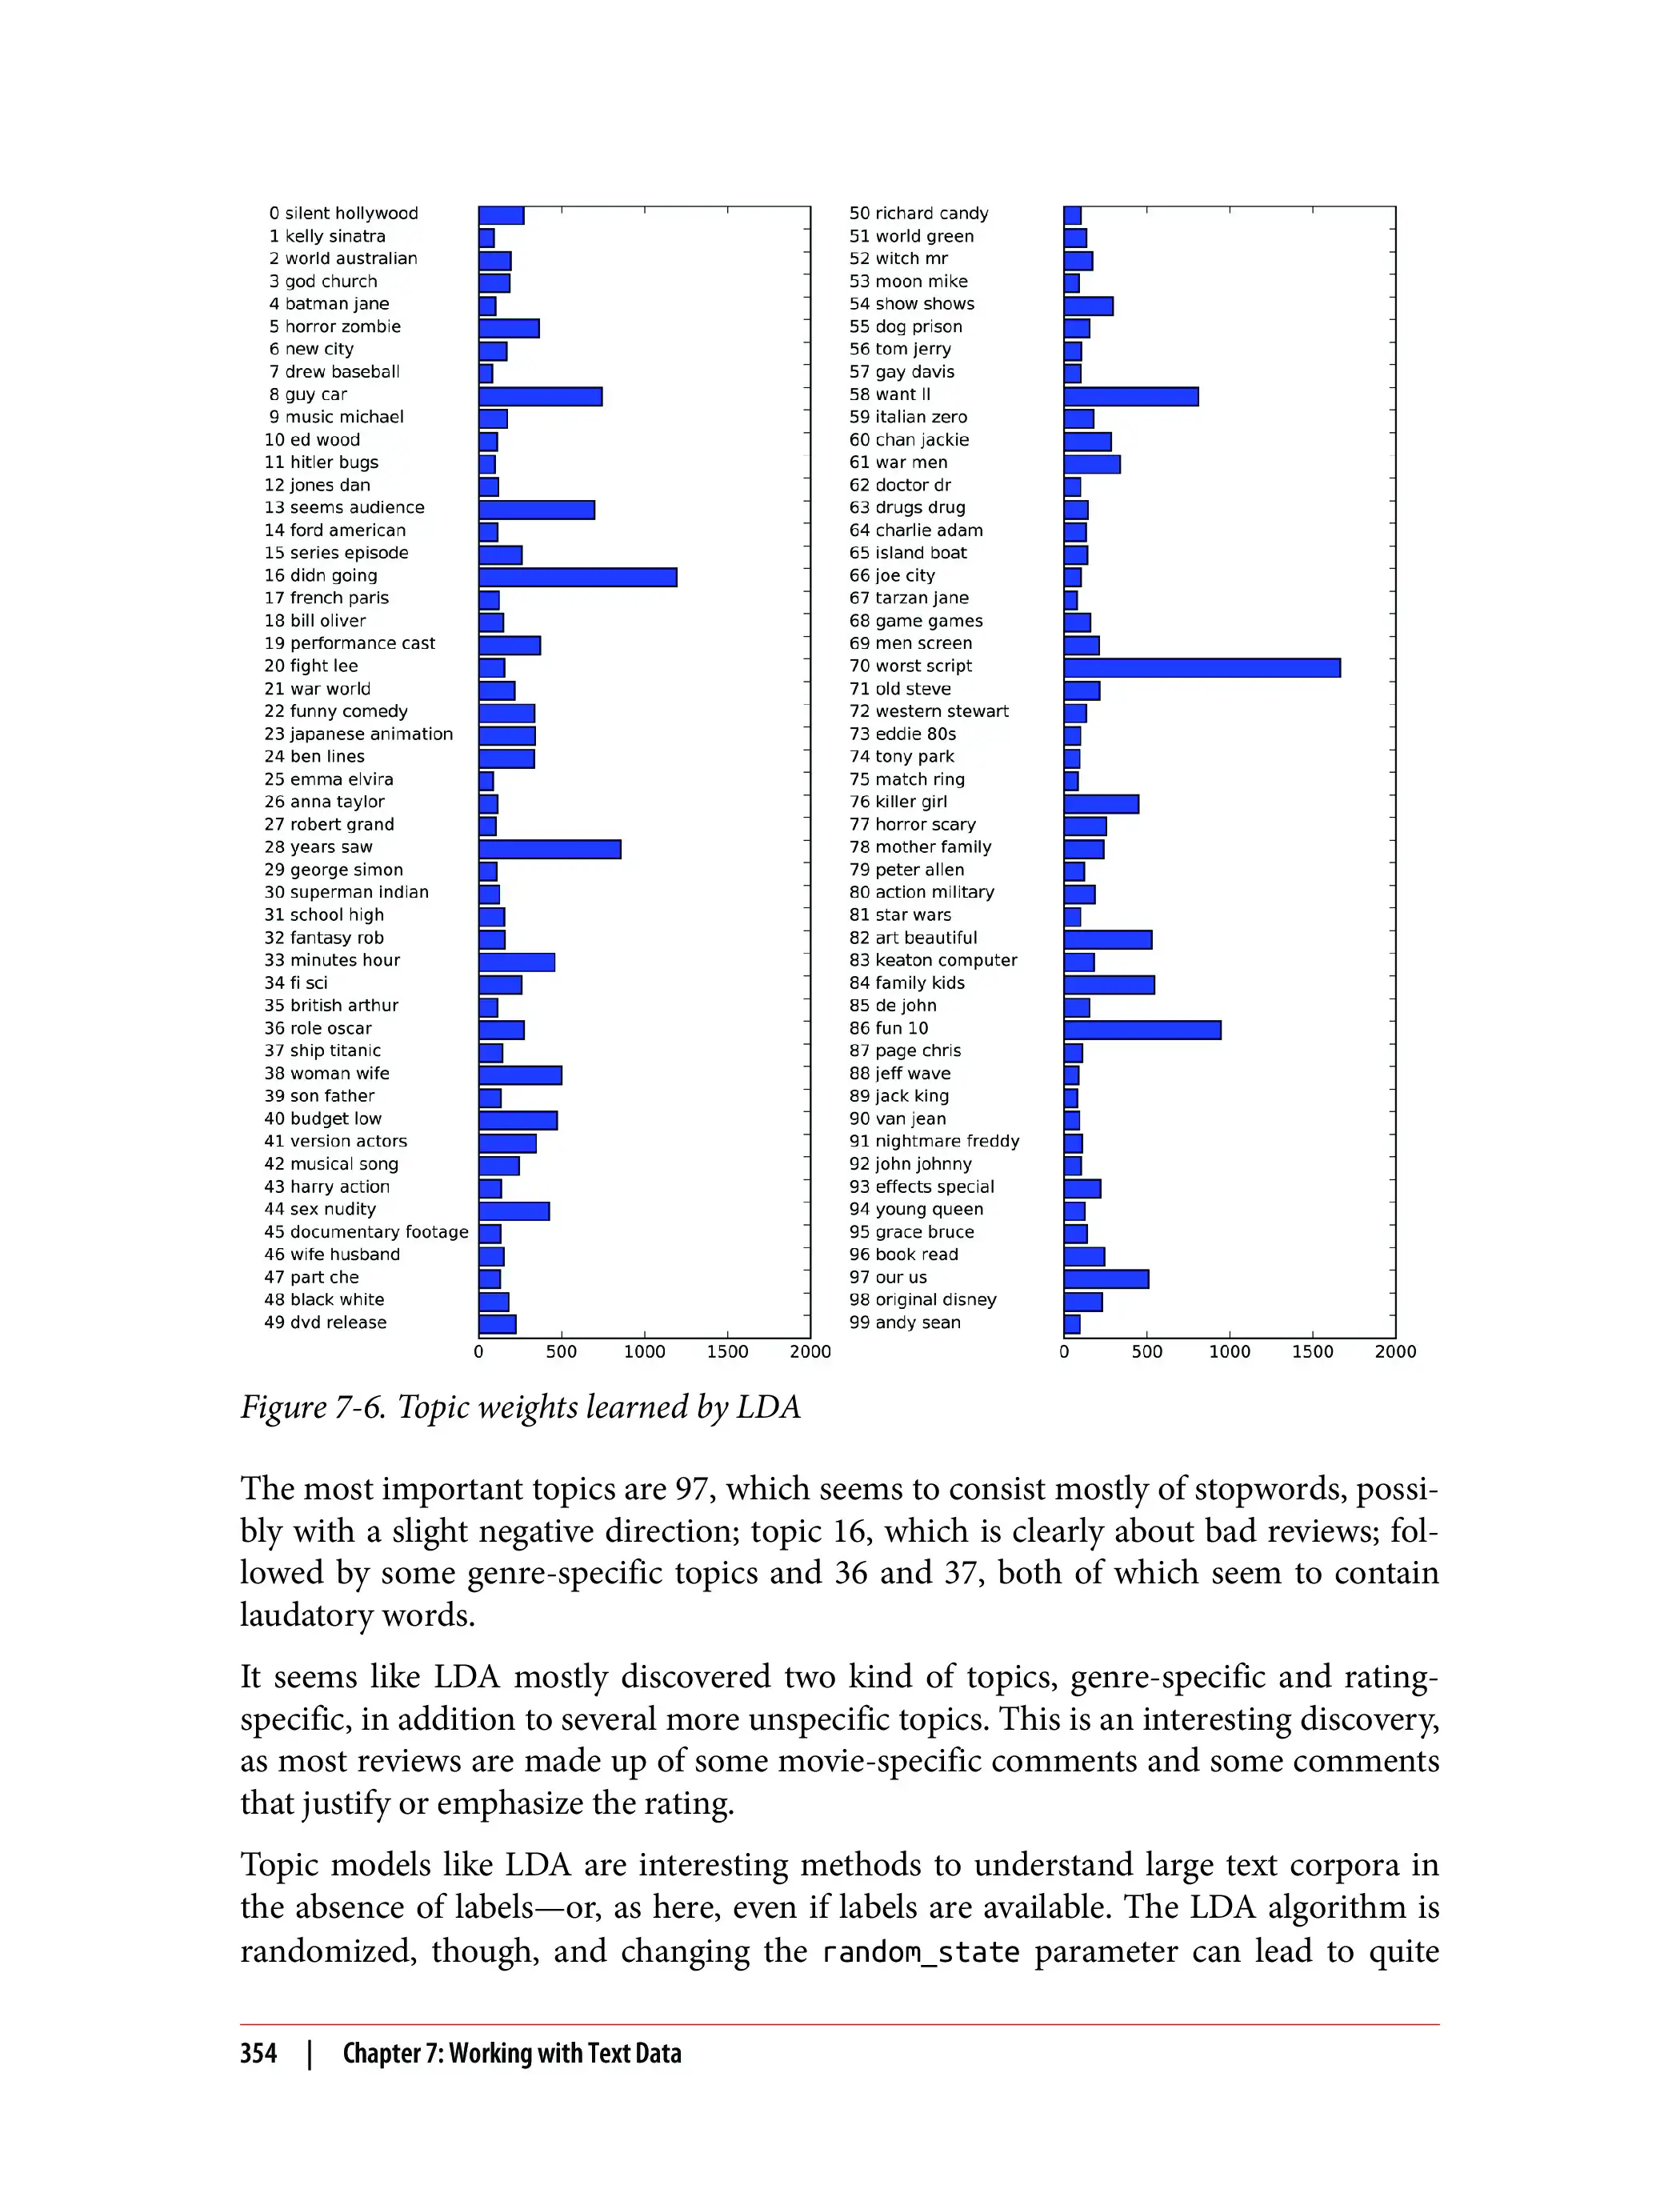 0 silent hollywood
1 kelly sinatra
2 world australian
3 god church
4 batman jane
5 horror zombie
6 new city
7 drew baseball
8 guy car
9 music michael
10 ed wood
11 hitler bugs
12 jones dan
13 seems audience
14 ford american
15 series episode
16 didn going
17 french paris
18 bill oliver
19 performance cast
20 fight lee
21 war world
22 funny comedy
23 japanese animation
24 ben lines
25 emma elvira
26 anna taylor
27 robert grand
28 years saw
29 george simon
30 superman indian
31 school high
32 fantasy rob
33 minutes hour
34 fi sci
35 british arthur
36 role oscar
37 ship titanic
38 woman wife
39 son father
40 budget low
41 version actors
42 musical song
43 harry action
44 sex nudity
45 documentary footage
46 wife husband
47 part che
48 black white
49 dvd release
0 500 1000 1500 2000
50 richard candy
51 world green
52 witch mr
53 moon mike
54 show shows
55 dog prison
56 tom jerry
57 gay davis
58 want ll
59 italian zero
60 chan jackie
61 war men
62 doctor dr
63 drugs drug
64 charlie adam
65 island boat
66 joe city
67 tarzan jane
68 game games
69 men screen
70 worst script
71 old steve
72 western stewart
73 eddie 80s
74 tony park
75 match ring
76 killer girl
77 horror scary
78 mother family
79 peter allen
80 action military
81 star wars
82 art beautiful
83 keaton computer
84 family kids
85 de john
86 fun 10
87 page chris
88 jeff wave
89 jack king
90 van jean
91 nightmare freddy
92 john johnny
93 effects special
94 young queen
95 grace bruce
96 book read
97 our us
98 original disney
99 andy sean
0 500 1000 1500 2000
Figure 7-6. Topic weights learned by LDA
The most important topics are 97, which seems to consist mostly of stopwords, possi-
bly with a slight negative direction; topic 16, which is clearly about bad reviews; fol-
lowed by some genre-specific topics and 36 and 37, both of which seem to contain
laudatory words.
It seems like LDA mostly discovered two kind of topics, genre-specific and rating-
specific, in addition to several more unspecific topics. This is an interesting discovery,
as most reviews are made up of some movie-specific comments and some comments
that justify or emphasize the rating.
Topic models like LDA are interesting methods to understand large text corpora in
the absence of labels—or, as here, even if labels are available. The LDA algorithm is
randomized, though, and changing the random_state parameter can lead to quite
354 | Chapter 7: Working with Text Data